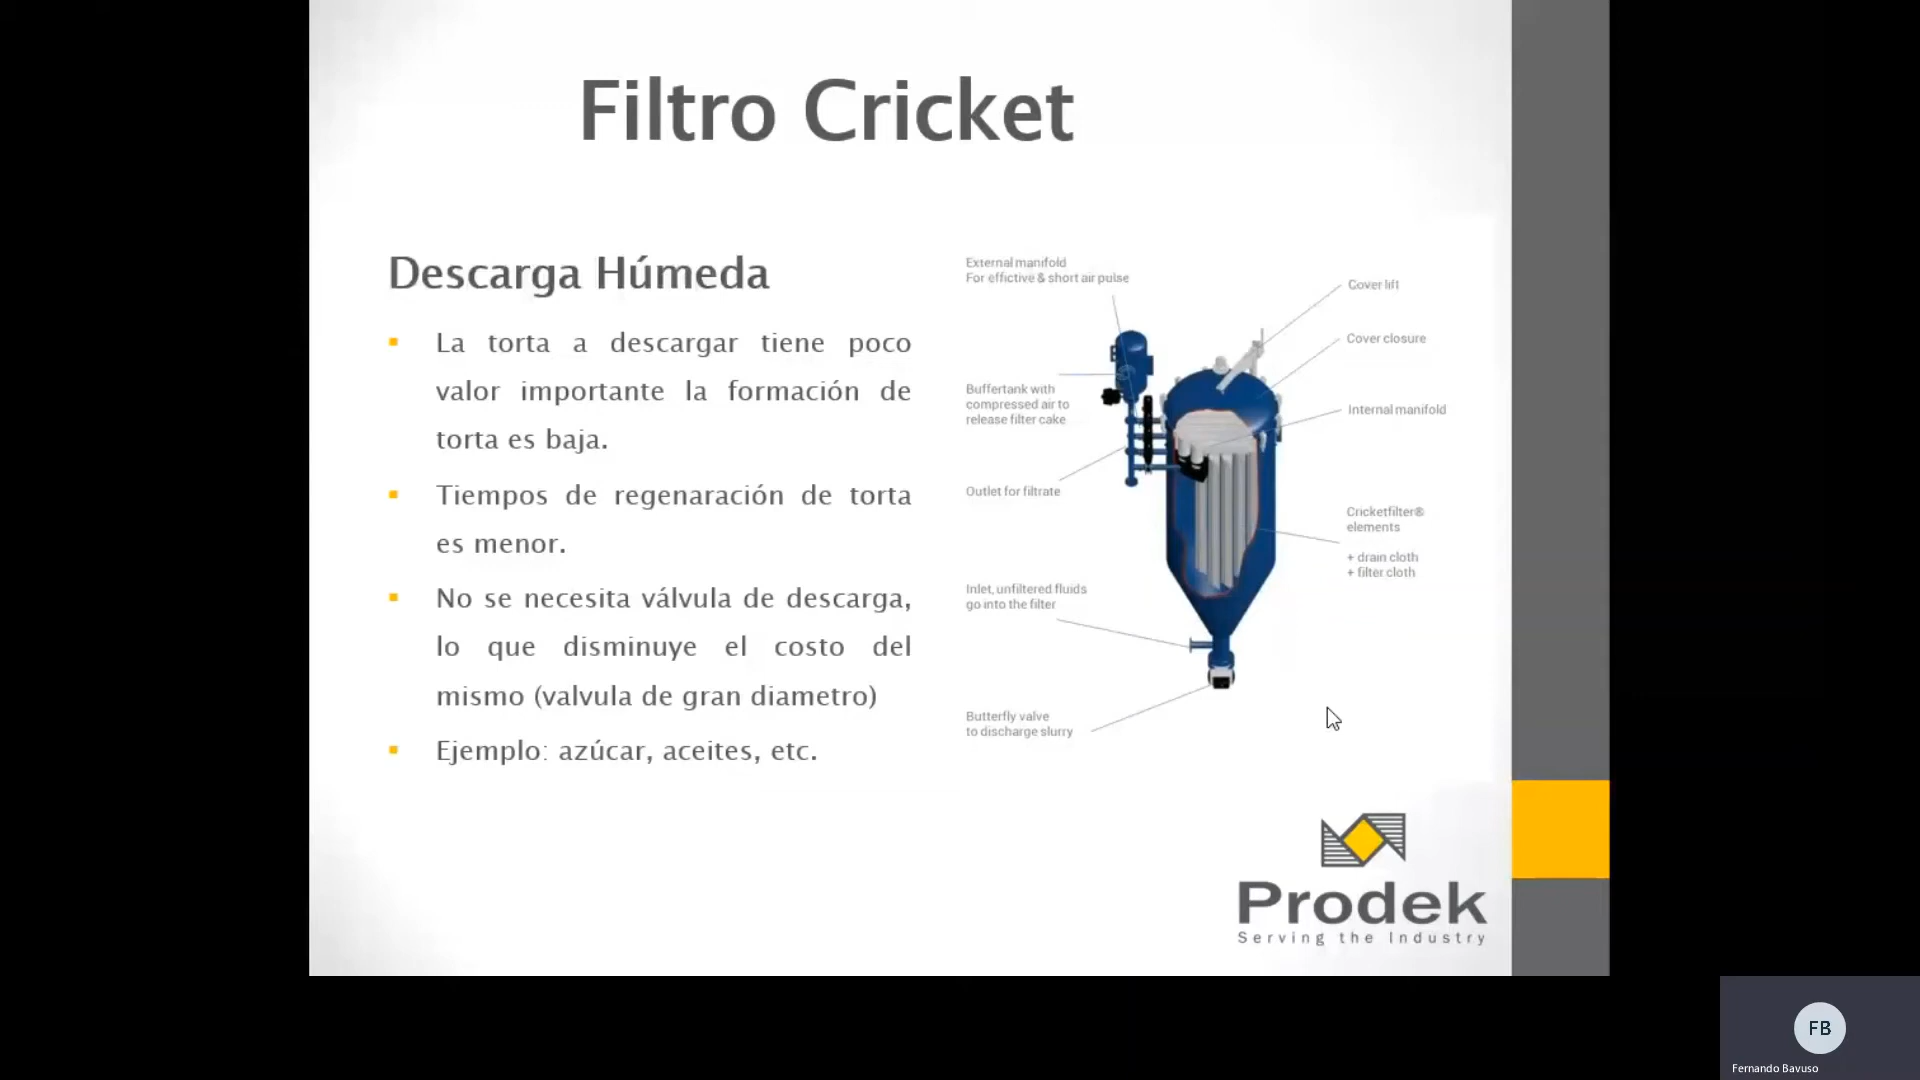 Filtro Cricket
Descarga Húmeda
La torta a descargar tiene poco
valor importante la formación de
torta es baja.
Tiempos de regenaración de torta
es menor.
No se necesita válvula de descarga,
lo que disminuye el costo del
mismo (valvula de gran diametro)
Ejemplo: azúcar, aceites, etc.
External manifold
For effictive & short air pulse
Buffertank with
compressed air to
release filter cake
Outlet for filtrate
Inlet, unfiltered fluids
go into the filter
Butterfly valve
to discharge slurry
Cover lift
Cover closure
Internal manifold
Cricketfilter®
elements
+ drain cloth
+ filter cloth
Prodek
Serving the Industry
FB
Fernando Bavuso